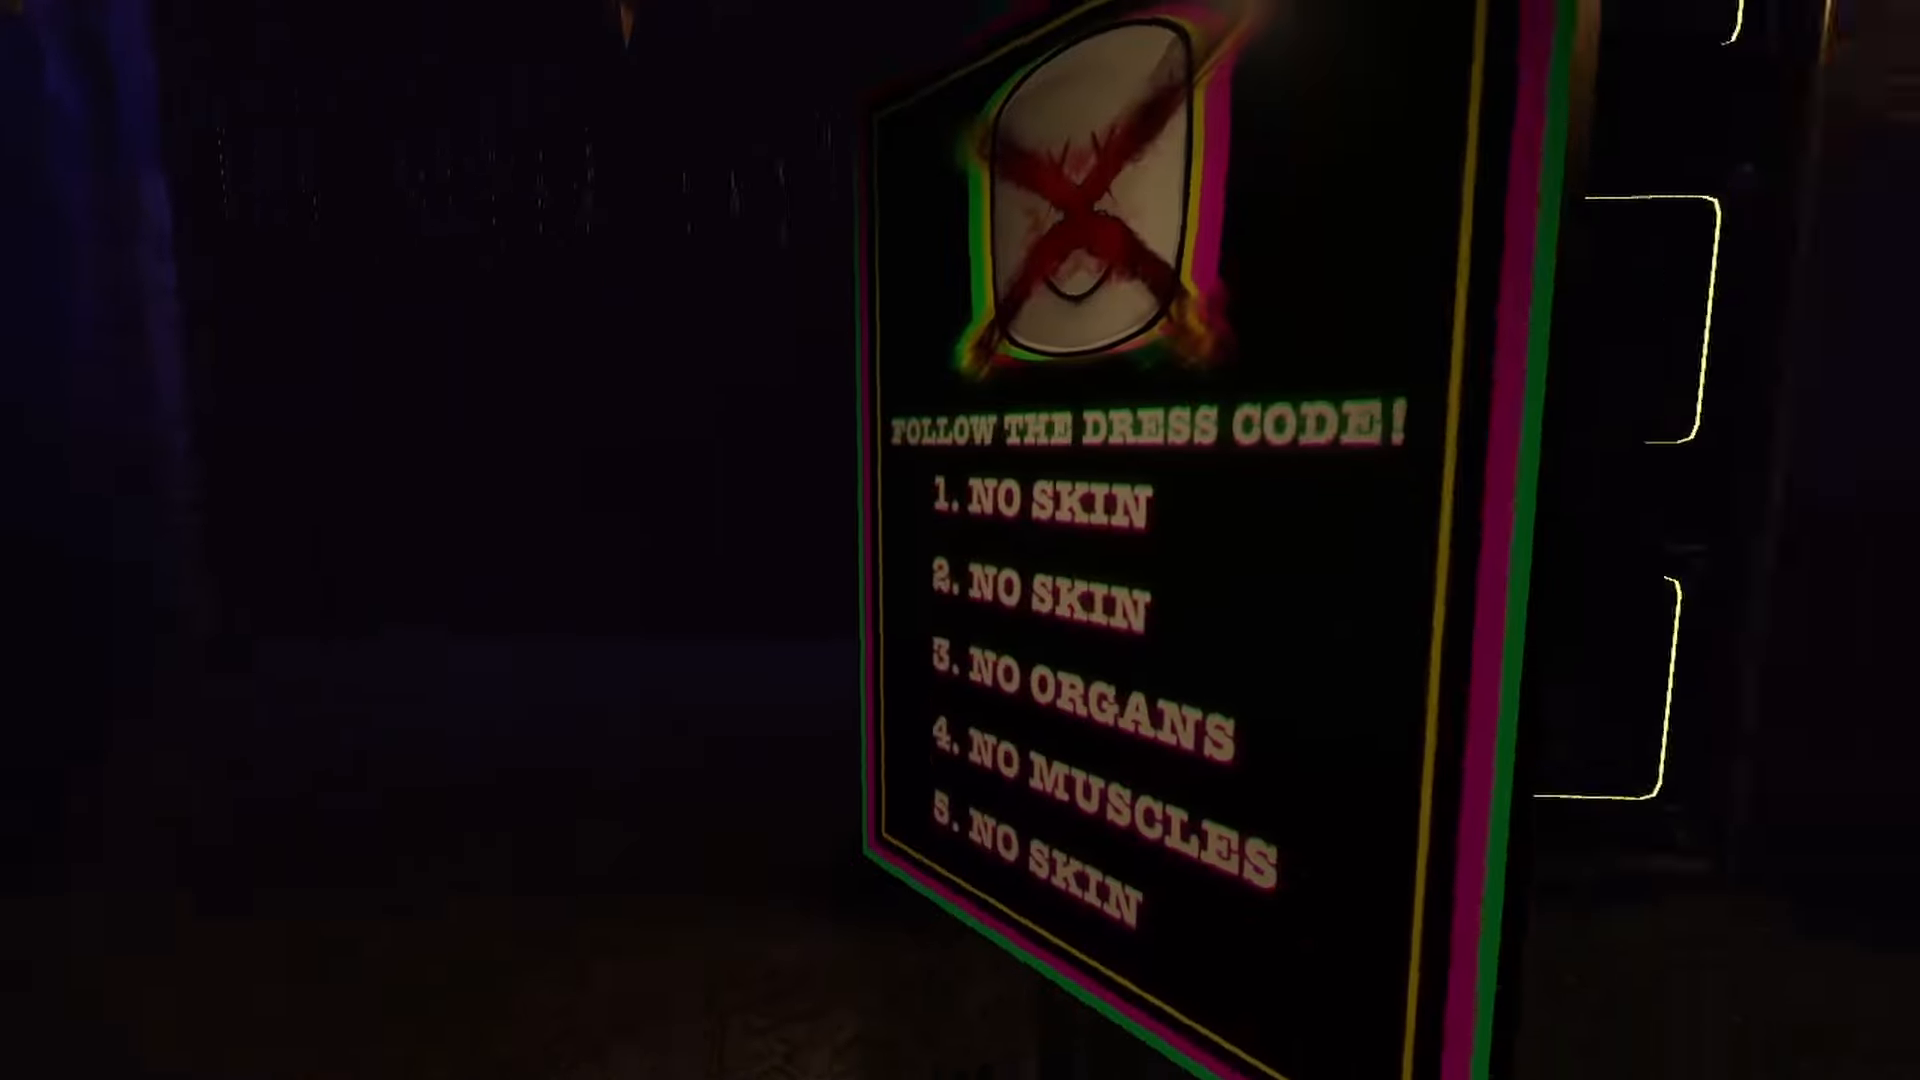 FOLLOW THE DRESS CODE!
1. NO SKIN
2. NO SKIN
3. NO ORGANS
4. NO MUSCLES
5. NO SKIN